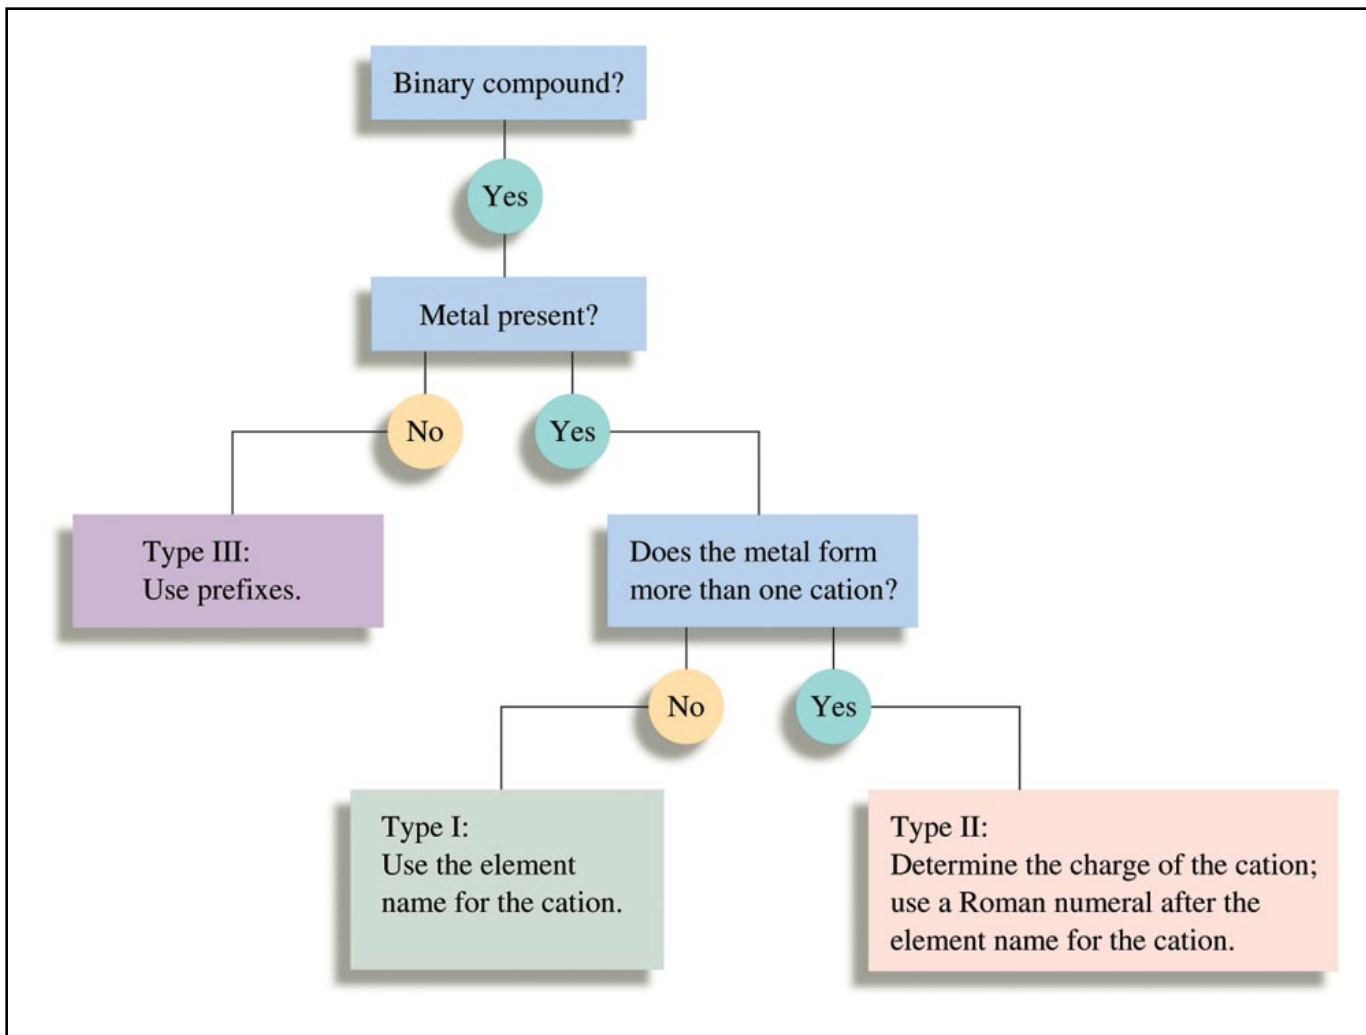 Binary compound?
Yes
Metal present?
No
Yes
Type III:
Use prefixes.
Does the metal form
more than one cation?
No
Yes
Type I:
Use the element
name for the cation.
Type II:
Determine the charge of the cation;
use a Roman numeral after the
element name for the cation.